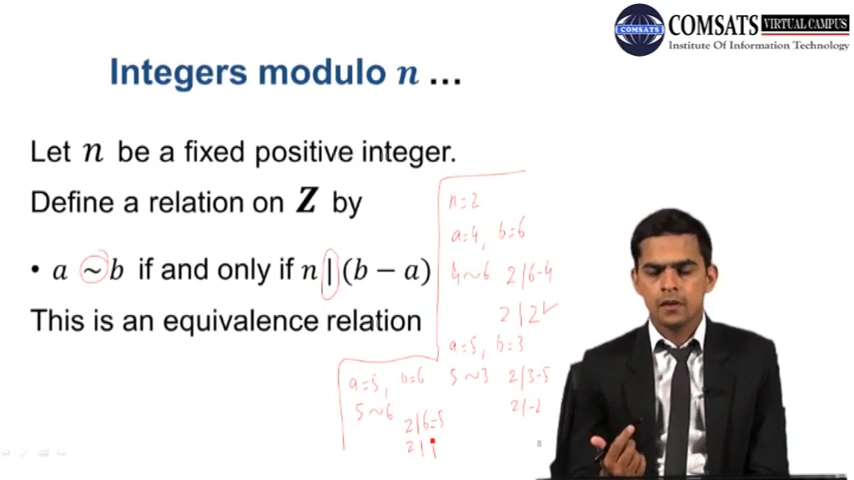 COMSATS VIRTUAL CAMPUS
Institute Of Information Technology
COMSATS
Integers modulo n ...
Let n be a fixed positive integer.
Define a relation on Z by
• a ~ b if and only if n | (b − a)
This is an equivalence relation
n=2
a=4, b=6
4~6 2|6-4
2|2 ✓
a=5, b=3
5~3 2|3-5
2|-2
a=5, b=6
5~6
2|6-5
2|1
8